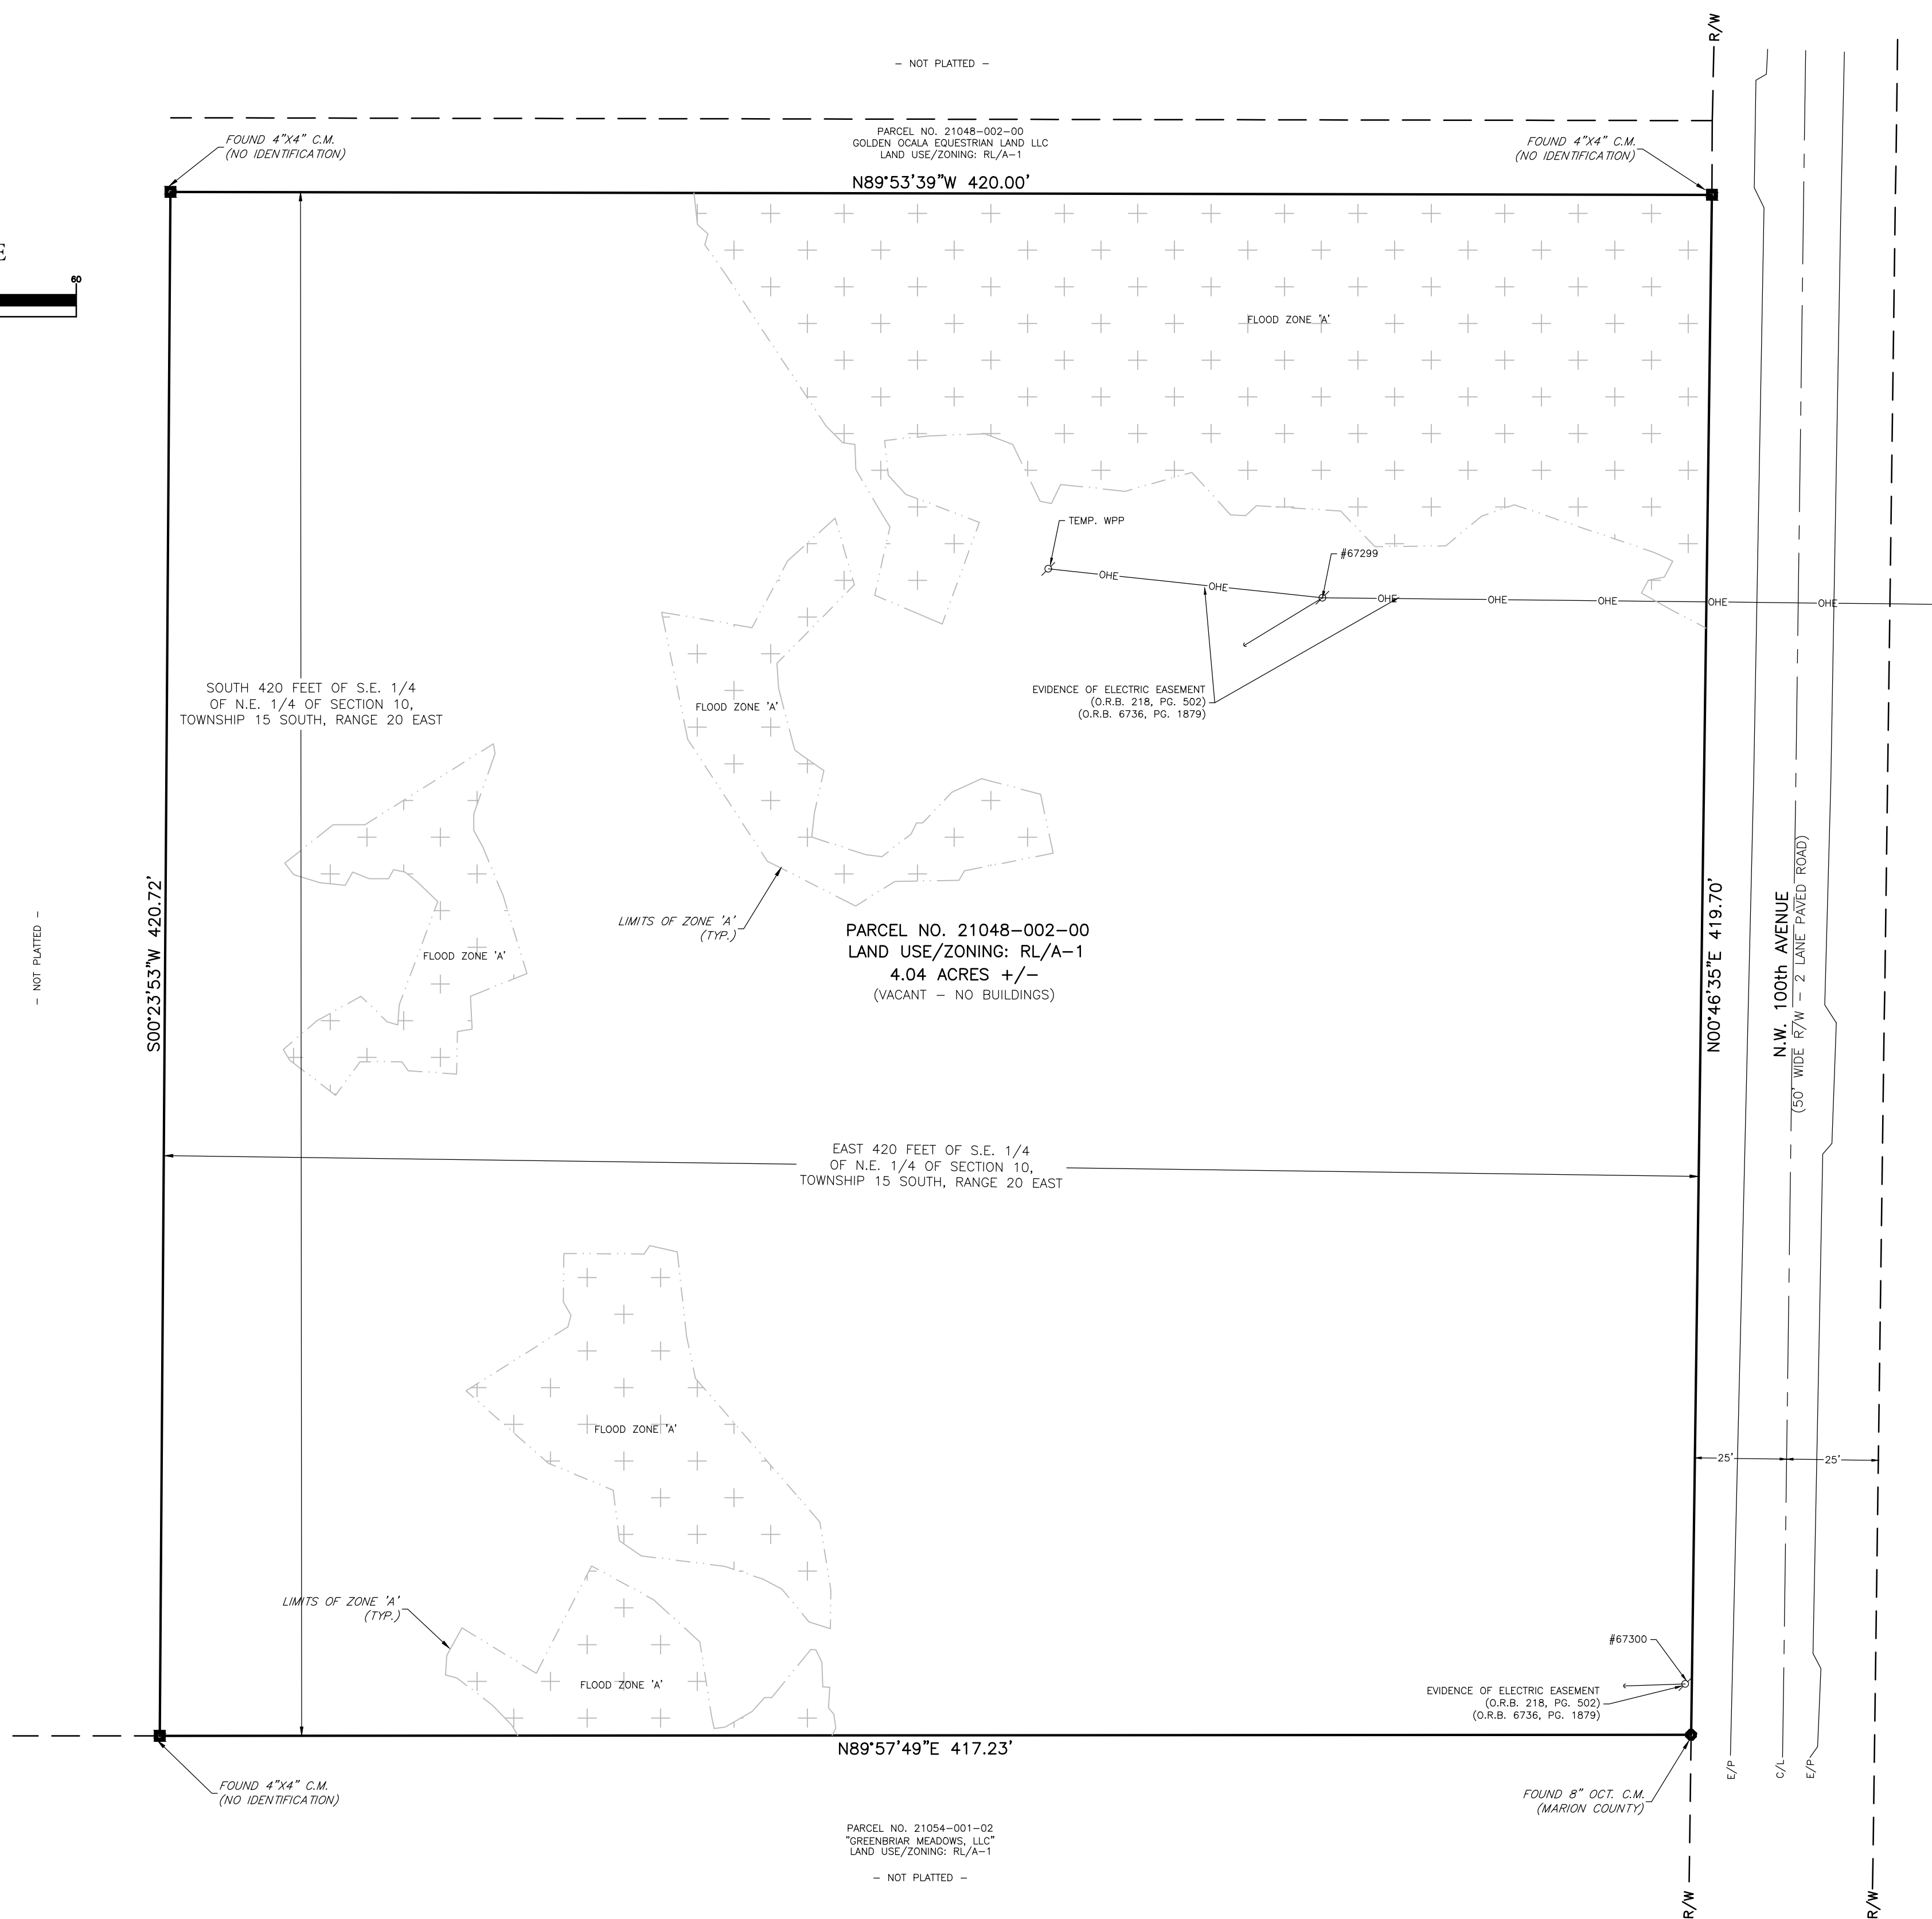 R/W
– NOT PLATTED –
FOUND 4"X4" C.M.
(NO IDENTIFICATION)
PARCEL NO. 21048–002–00
GOLDEN OCALA EQUESTRIAN LAND LLC
LAND USE/ZONING: RL/A–1
FOUND 4"X4" C.M.
(NO IDENTIFICATION)
N89°53'39"W 420.00'
E
60
FLOOD ZONE 'A'
TEMP. WPP
#67299
OHE
OHE
OHE
OHE
OHE
OHE
OHE
EVIDENCE OF ELECTRIC EASEMENT
(O.R.B. 218, PG. 502)
(O.R.B. 6736, PG. 1879)
SOUTH 420 FEET OF S.E. 1/4
OF N.E. 1/4 OF SECTION 10,
TOWNSHIP 15 SOUTH, RANGE 20 EAST
FLOOD ZONE 'A'
LIMITS OF ZONE 'A'
(TYP.)
PARCEL NO. 21048–002–00
LAND USE/ZONING: RL/A–1
4.04 ACRES +/–
(VACANT – NO BUILDINGS)
FLOOD ZONE 'A'
– NOT PLATTED –
S00°23'53"W 420.72'
N00°46'35"E 419.70'
N.W. 100th AVENUE
(50' WIDE R/W – 2 LANE PAVED ROAD)
EAST 420 FEET OF S.E. 1/4
OF N.E. 1/4 OF SECTION 10,
TOWNSHIP 15 SOUTH, RANGE 20 EAST
FLOOD ZONE 'A'
25'
25'
LIMITS OF ZONE 'A'
(TYP.)
FLOOD ZONE 'A'
#67300
EVIDENCE OF ELECTRIC EASEMENT
(O.R.B. 218, PG. 502)
(O.R.B. 6736, PG. 1879)
N89°57'49"E 417.23'
E/P
C/L
E/P
FOUND 4"X4" C.M.
(NO IDENTIFICATION)
FOUND 8" OCT. C.M.
(MARION COUNTY)
PARCEL NO. 21054–001–02
"GREENBRIAR MEADOWS, LLC"
LAND USE/ZONING: RL/A–1
– NOT PLATTED –
R/W
R/W